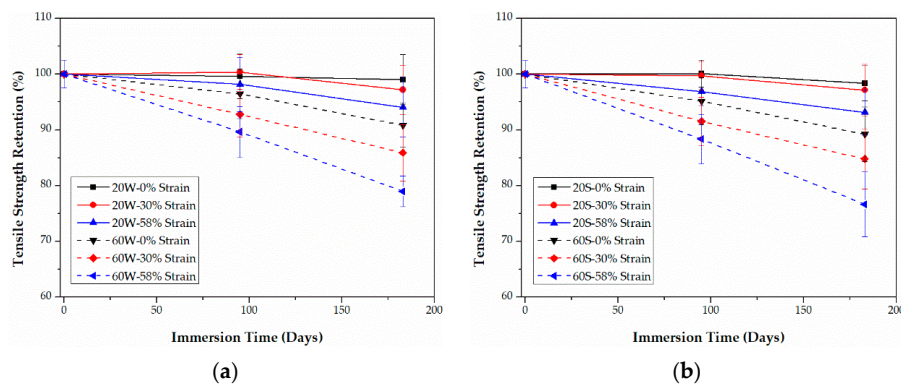 110
100
90
80
70
60
Tensile Strength Retention (%)
20W-0% Strain
20W-30% Strain
20W-58% Strain
60W-0% Strain
60W-30% Strain
60W-58% Strain
0 50 100 150 200
Immersion Time (Days)
(a)
110
100
90
80
70
60
Tensile Strength Retention (%)
20S-0% Strain
20S-30% Strain
20S-58% Strain
60S-0% Strain
60S-30% Strain
60S-58% Strain
0 50 100 150 200
Immersion Time (Days)
(b)